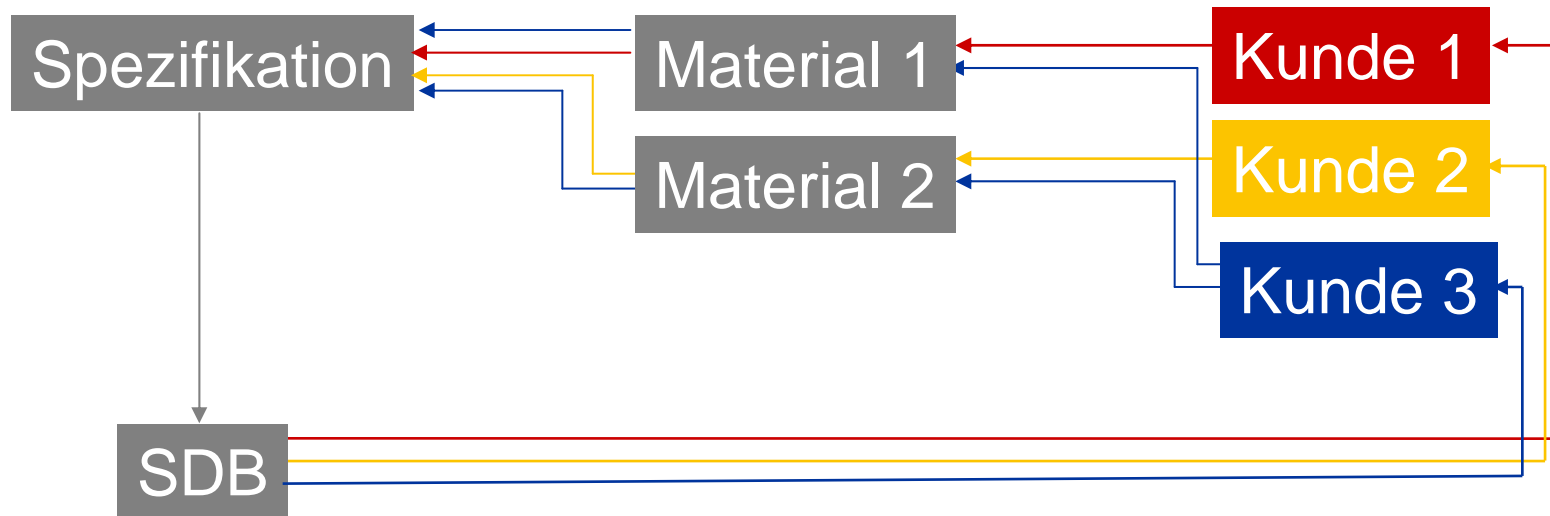 Spezifikation
Material 1
Kunde 1
Material 2
Kunde 2
Kunde 3
SDB